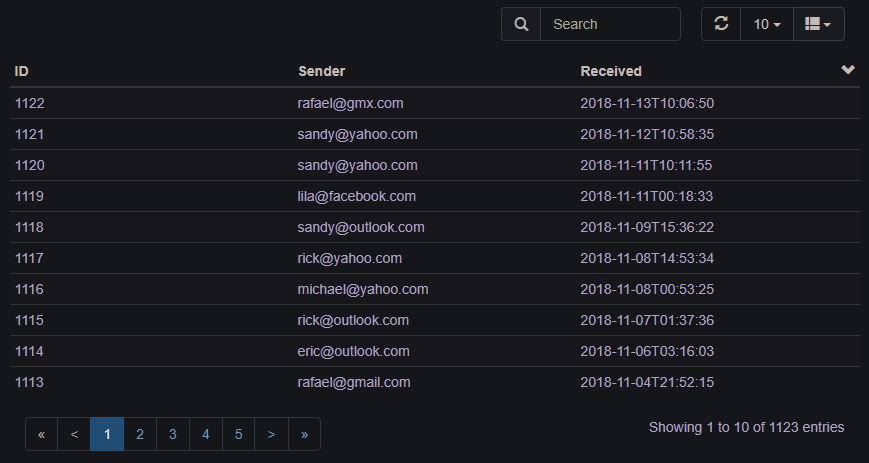 Search 10
ID Sender Received
1122 rafael@gmx.com 2018-11-13T10:06:50
1121 sandy@yahoo.com 2018-11-12T10:58:35
1120 sandy@yahoo.com 2018-11-11T10:11:55
1119 lila@facebook.com 2018-11-11T00:18:33
1118 sandy@outlook.com 2018-11-09T15:36:22
1117 rick@yahoo.com 2018-11-08T14:53:34
1116 michael@yahoo.com 2018-11-08T00:53:25
1115 rick@outlook.com 2018-11-07T01:37:36
1114 eric@outlook.com 2018-11-06T03:16:03
1113 rafael@gmail.com 2018-11-04T21:52:15
« < 1 2 3 4 5 > » Showing 1 to 10 of 1123 entries